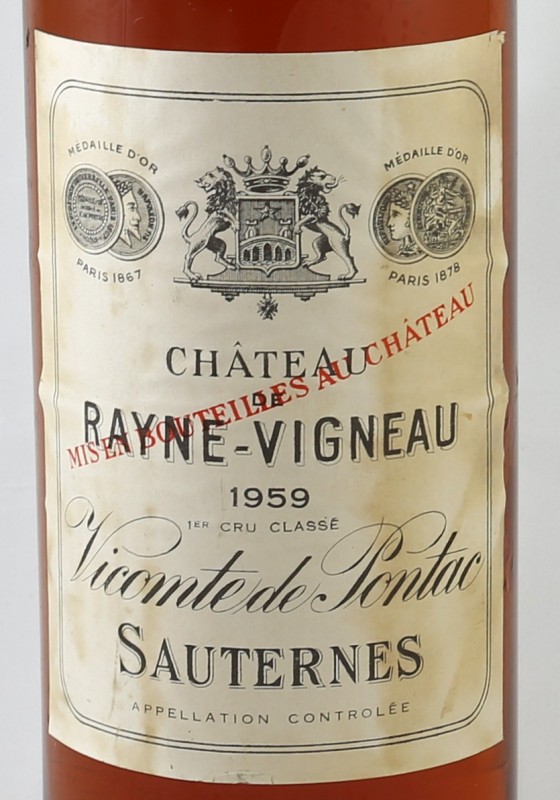 MÉDAILLE D'OR
PARIS 1867
MÉDAILLE D'OR
PARIS 1878
CHÂTEAU
DE
RAYNE-VIGNEAU
MIS EN BOUTEILLES AU CHÂTEAU
1959
1ER CRU CLASSÉ
Vicomte de Pontac
SAUTERNES
APPELLATION CONTROLÉE